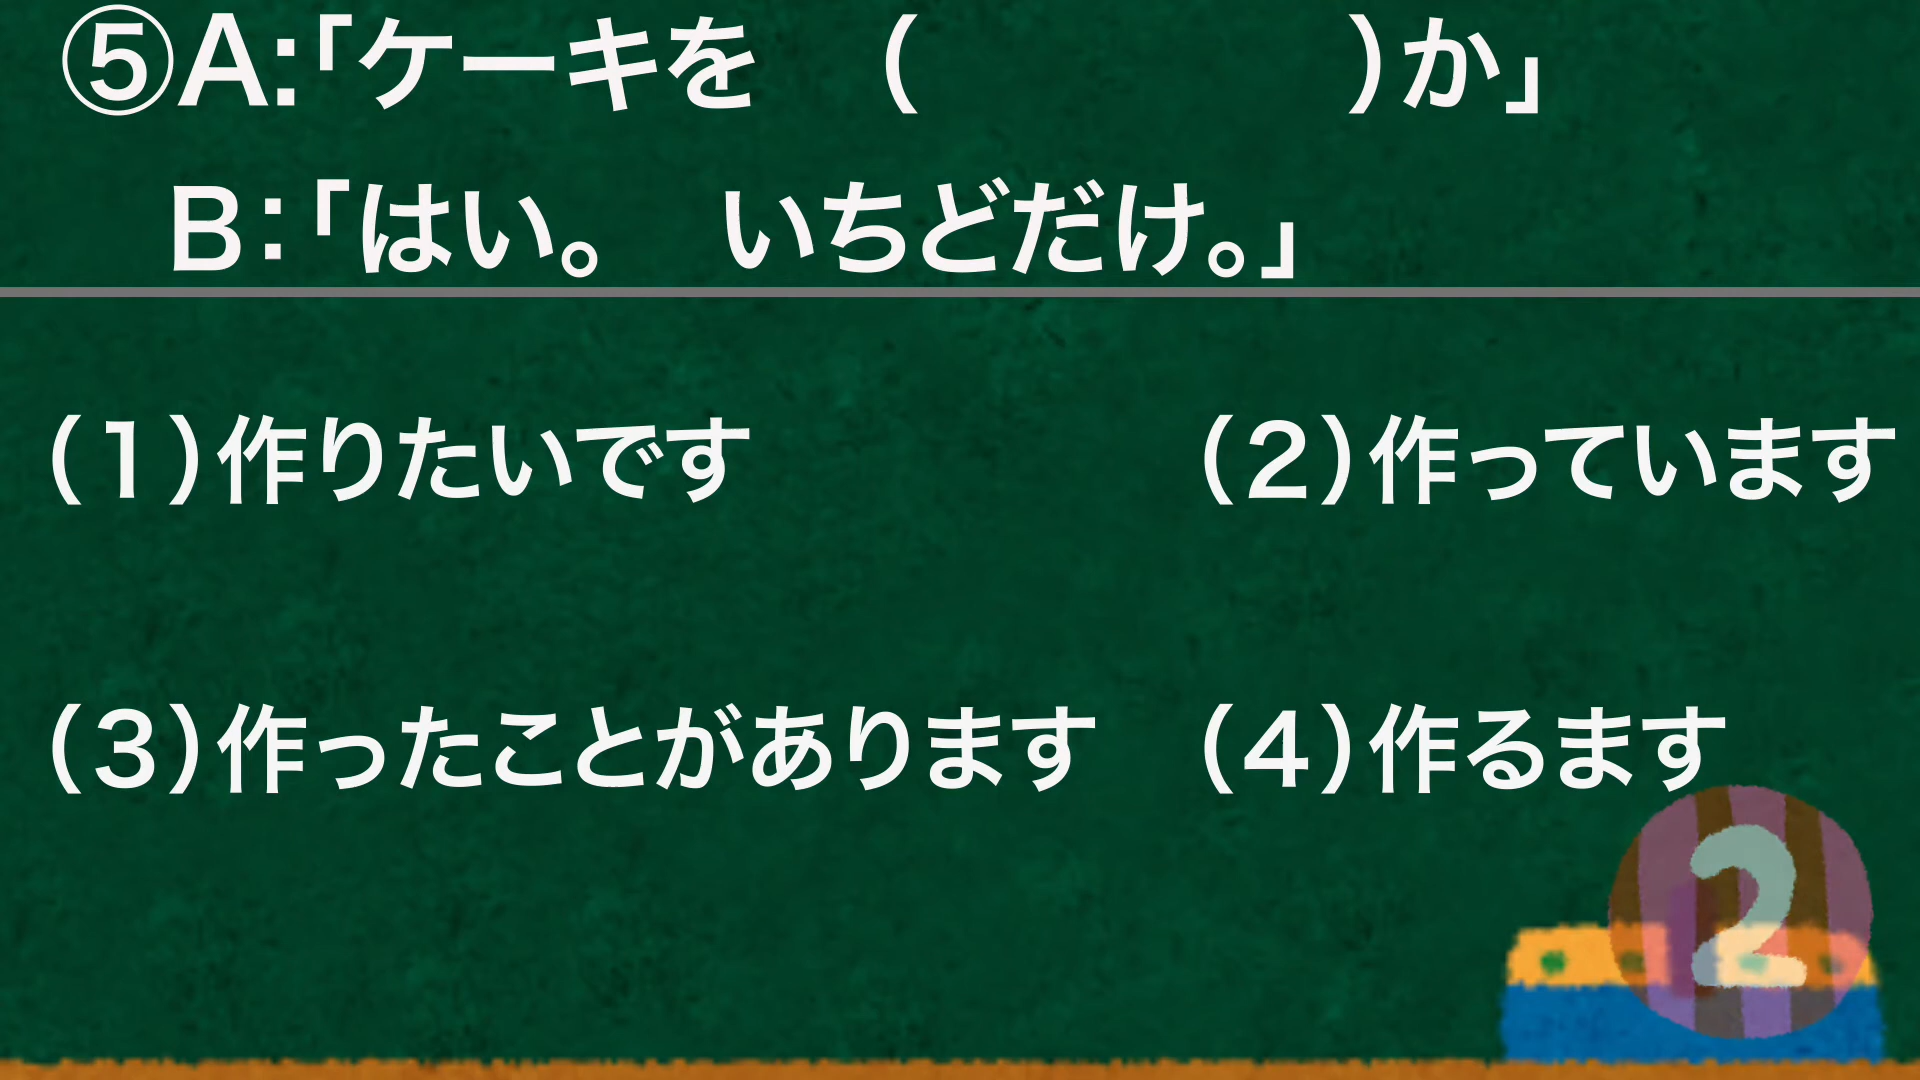 ⑤A:「ケーキを　（　　　　）か」
B：「はい。　いちどだけ。」
（１）作りたいです
（２）作っています
（３）作ったことがあります
（４）作るます
2